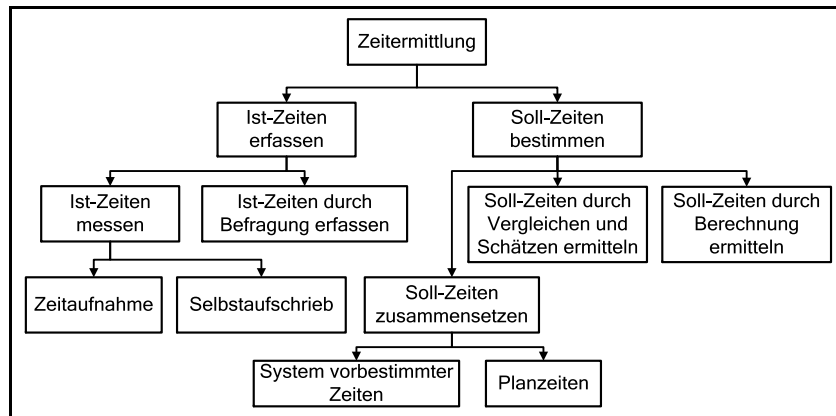 Zeitermittlung
Ist-Zeiten
erfassen
Soll-Zeiten
bestimmen
Ist-Zeiten
messen
Ist-Zeiten durch
Befragung erfassen
Soll-Zeiten durch
Vergleichen und
Schätzen ermitteln
Soll-Zeiten durch
Berechnung
ermitteln
Zeitaufnahme
Selbstaufschrieb
Soll-Zeiten
zusammensetzen
System vorbestimmter
Zeiten
Planzeiten